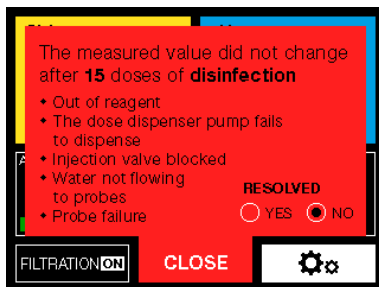 The measured value did not change
after 15 doses of disinfection
• Out of reagent
• The dose dispenser pump fails
to dispense
• Injection valve blocked
• Water not flowing
to probes
• Probe failure
RESOLVED
YES NO
FILTRATION ON
CLOSE